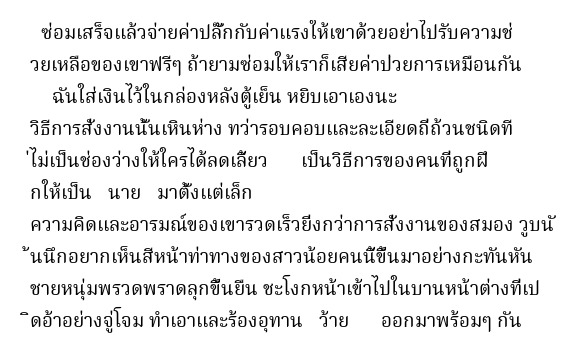 ซ่อมเสร็จแล้วจ่ายค่าปลั๊กกับค่าแรงให้เขาด้วยอย่าไปรับความช่
วยเหลือของเขาฟรีๆ ถ้ายามซ่อมให้เราก็เสียค่าป่วยการเหมือนกัน
ฉันใส่เงินไว้ในกล่องหลังตู้เย็น หยิบเอาเองนะ
วิธีการสั่งงานนั้นเหินห่าง ทว่ารอบคอบและละเอียดถี่ถ้วนชนิดที
่ไม่เป็นช่องว่างให้ใครได้ลดเลี้ยว เป็นวิธีการของคนที่ถูกฝึ
กให้เป็น นาย มาตั้งแต่เล็ก
ความคิดและอารมณ์ของเขารวดเร็วยิ่งกว่าการสั่งงานของสมอง วูบนั
้นนึกอยากเห็นสีหน้าท่าทางของสาวน้อยคนนี้ขึ้นมาอย่างกะทันหัน
ชายหนุ่มพรวดพราดลุกขึ้นยืน ชะโงกหน้าเข้าไปในบานหน้าต่างที่เป
ิดอ้าอย่างจู่โจม ทำเอาและร้องอุทาน ว้าย ออกมาพร้อมๆ กัน